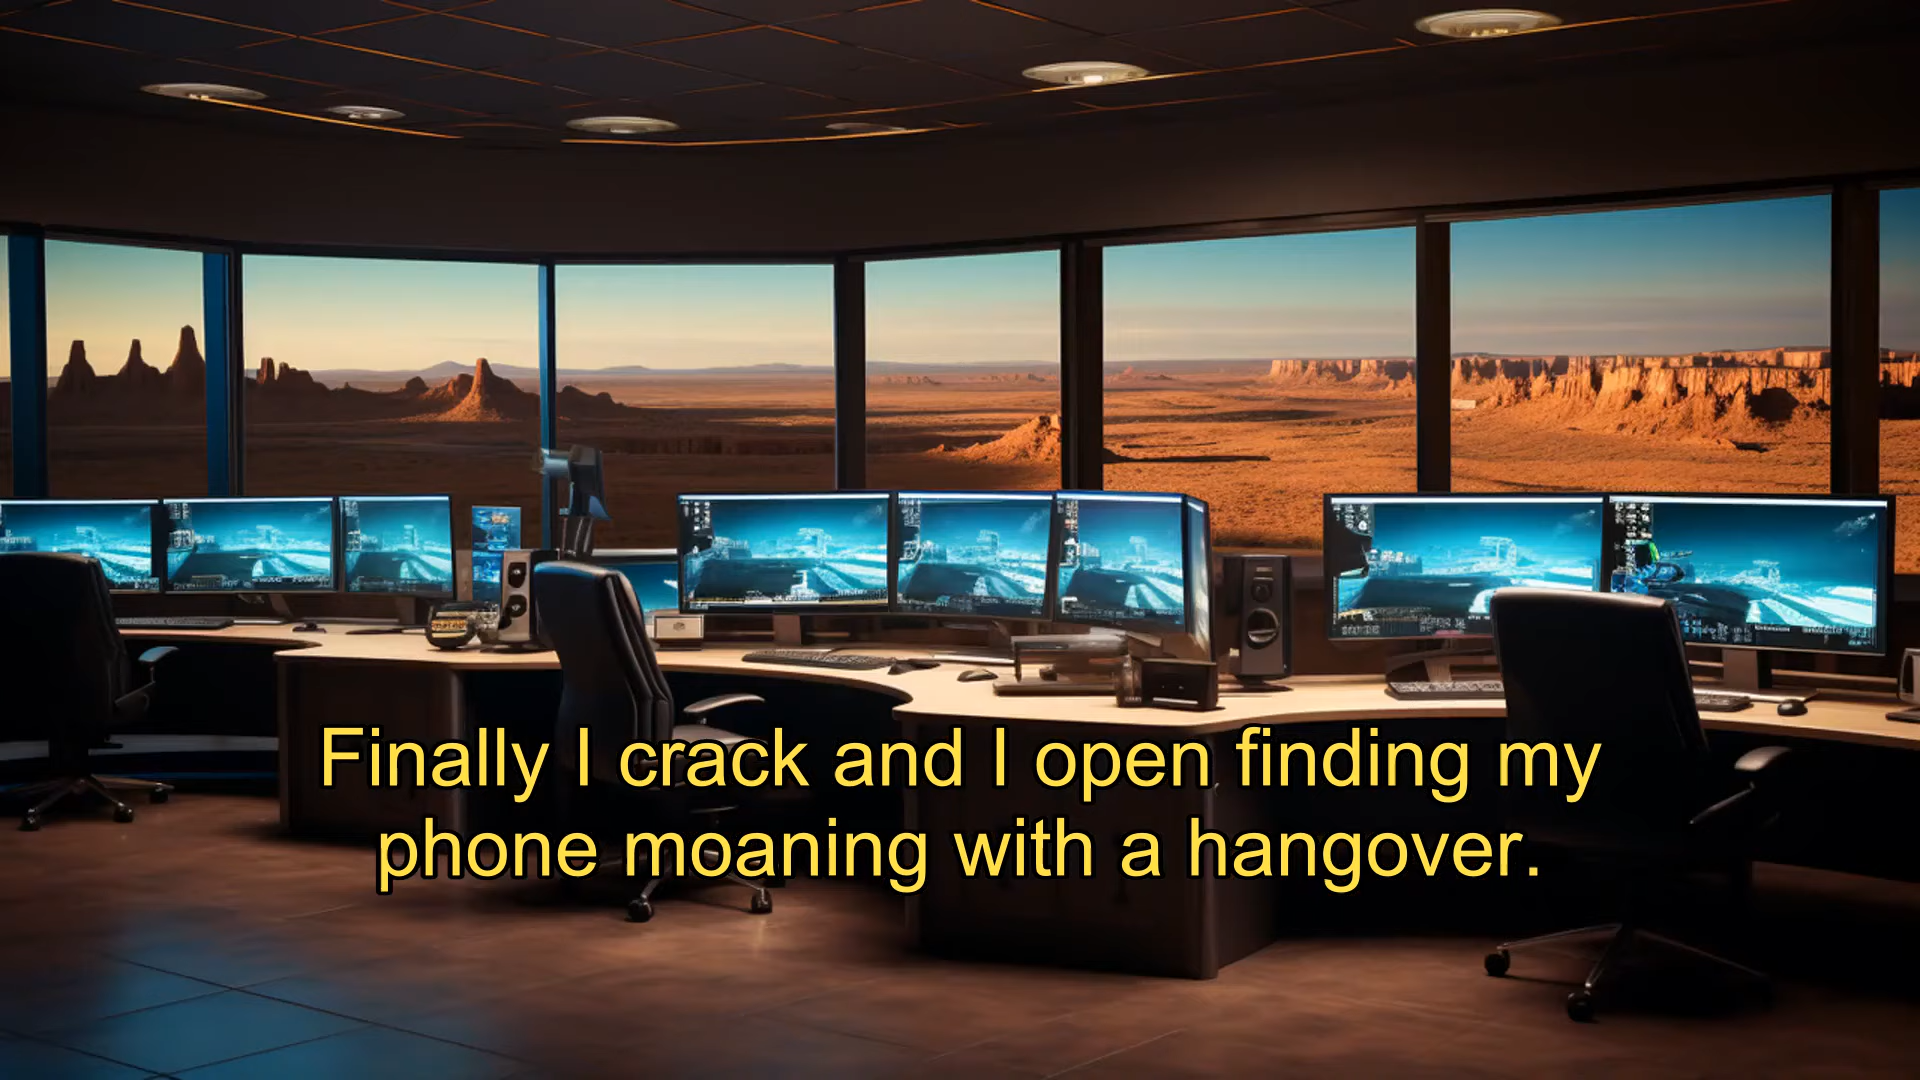 Finally I crack and I open finding my
phone moaning with a hangover.